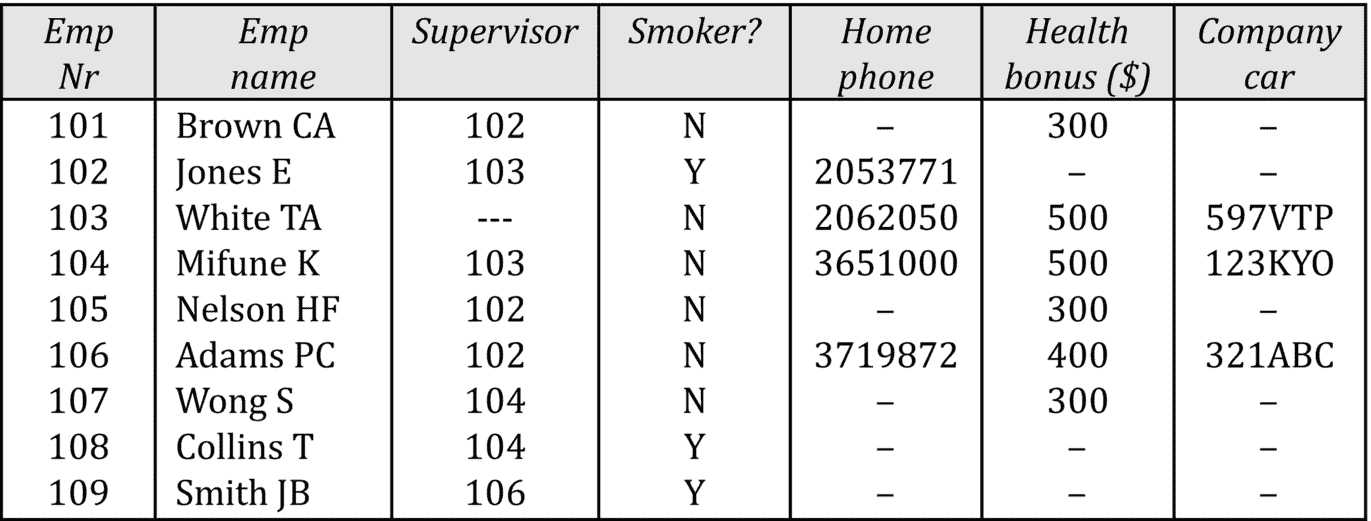 Emp Nr Emp name Supervisor Smoker? Home phone Health bonus ($) Company car
101 Brown CA 102 N – 300 –
102 Jones E 103 Y 2053771 – –
103 White TA --- N 2062050 500 597VTP
104 Mifune K 103 N 3651000 500 123KYO
105 Nelson HF 102 N – 300 –
106 Adams PC 102 N 3719872 400 321ABC
107 Wong S 104 N – 300 –
108 Collins T 104 Y – – –
109 Smith JB 106 Y – – –